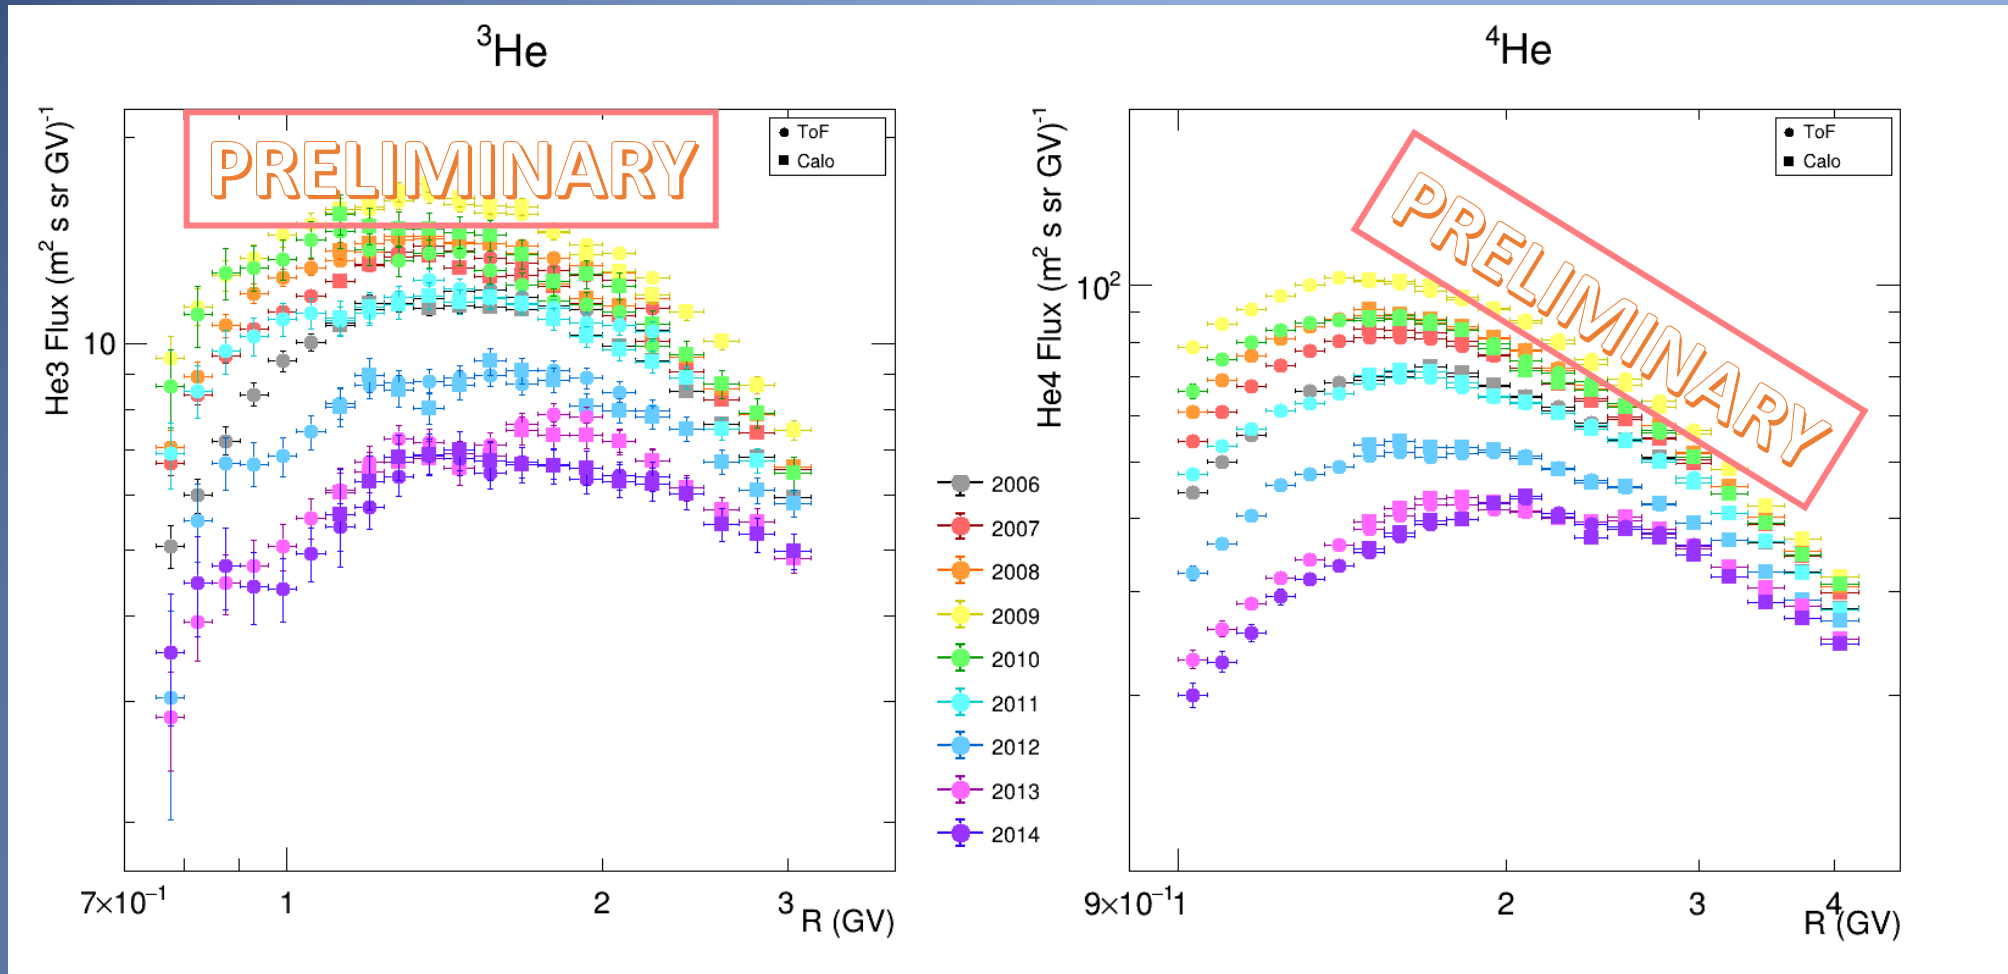 ³He
He3 Flux (m² s sr GV)⁻¹
PRELIMINARY
ToF
Calo
10
7×10⁻¹
1
2
3
R (GV)
2006
2007
2008
2009
2010
2011
2012
2013
2014
⁴He
He4 Flux (m² s sr GV)⁻¹
PRELIMINARY
ToF
Calo
10²
9×10⁻¹
1
2
3
4
R (GV)